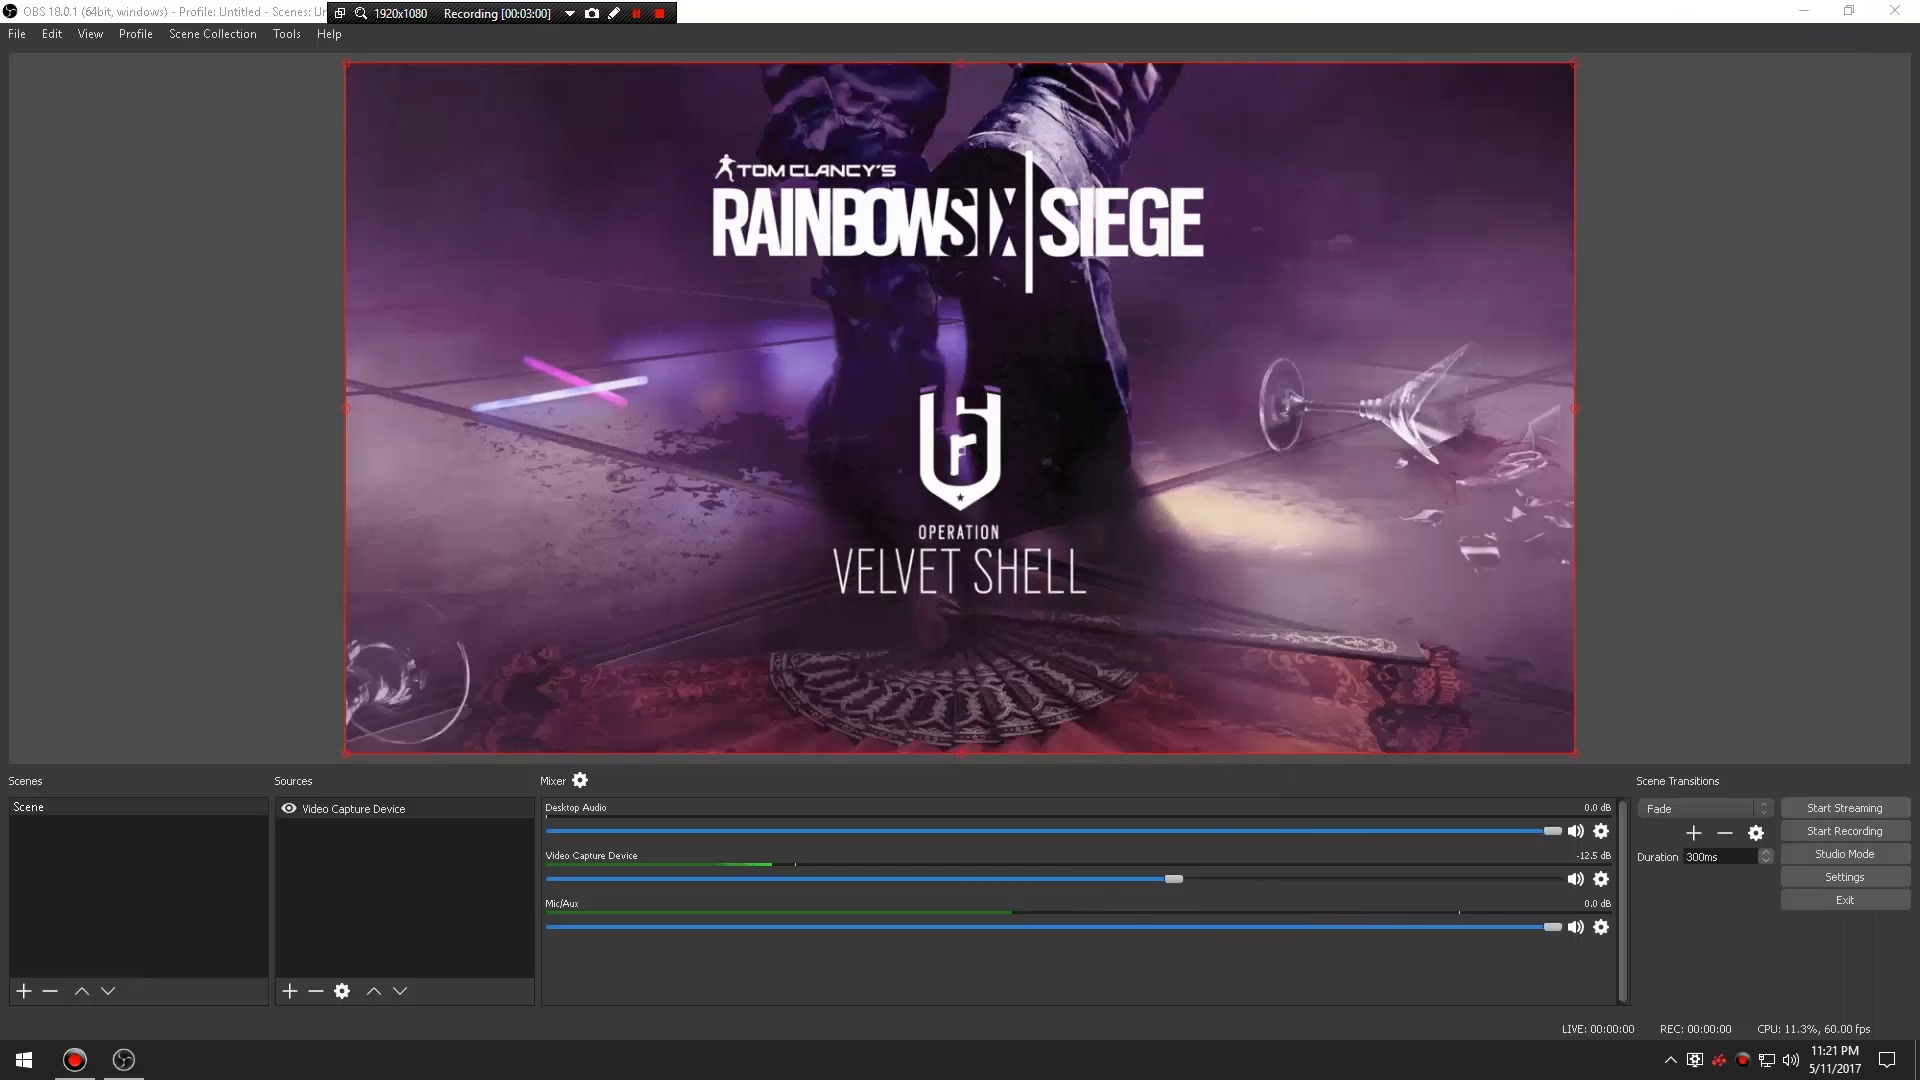 OBS 18.0.1 (64bit, windows) - Profile: Untitled - Scenes: Un
1920x1080 Recording [00:03:00]
File Edit View Profile Scene Collection Tools Help
TOM CLANCY'S
RAINBOWSIX SIEGE
OPERATION
VELVET SHELL
Scenes
Scene
Sources
Video Capture Device
Mixer
Desktop Audio 0.0 dB
Video Capture Device -12.5 dB
Mic/Aux 0.0 dB
Scene Transitions
Fade
Duration 300ms
Start Streaming
Start Recording
Studio Mode
Settings
Exit
LIVE: 00:00:00 REC: 00:00:00 CPU: 11.3%, 60.00 fps
11:21 PM
5/11/2017